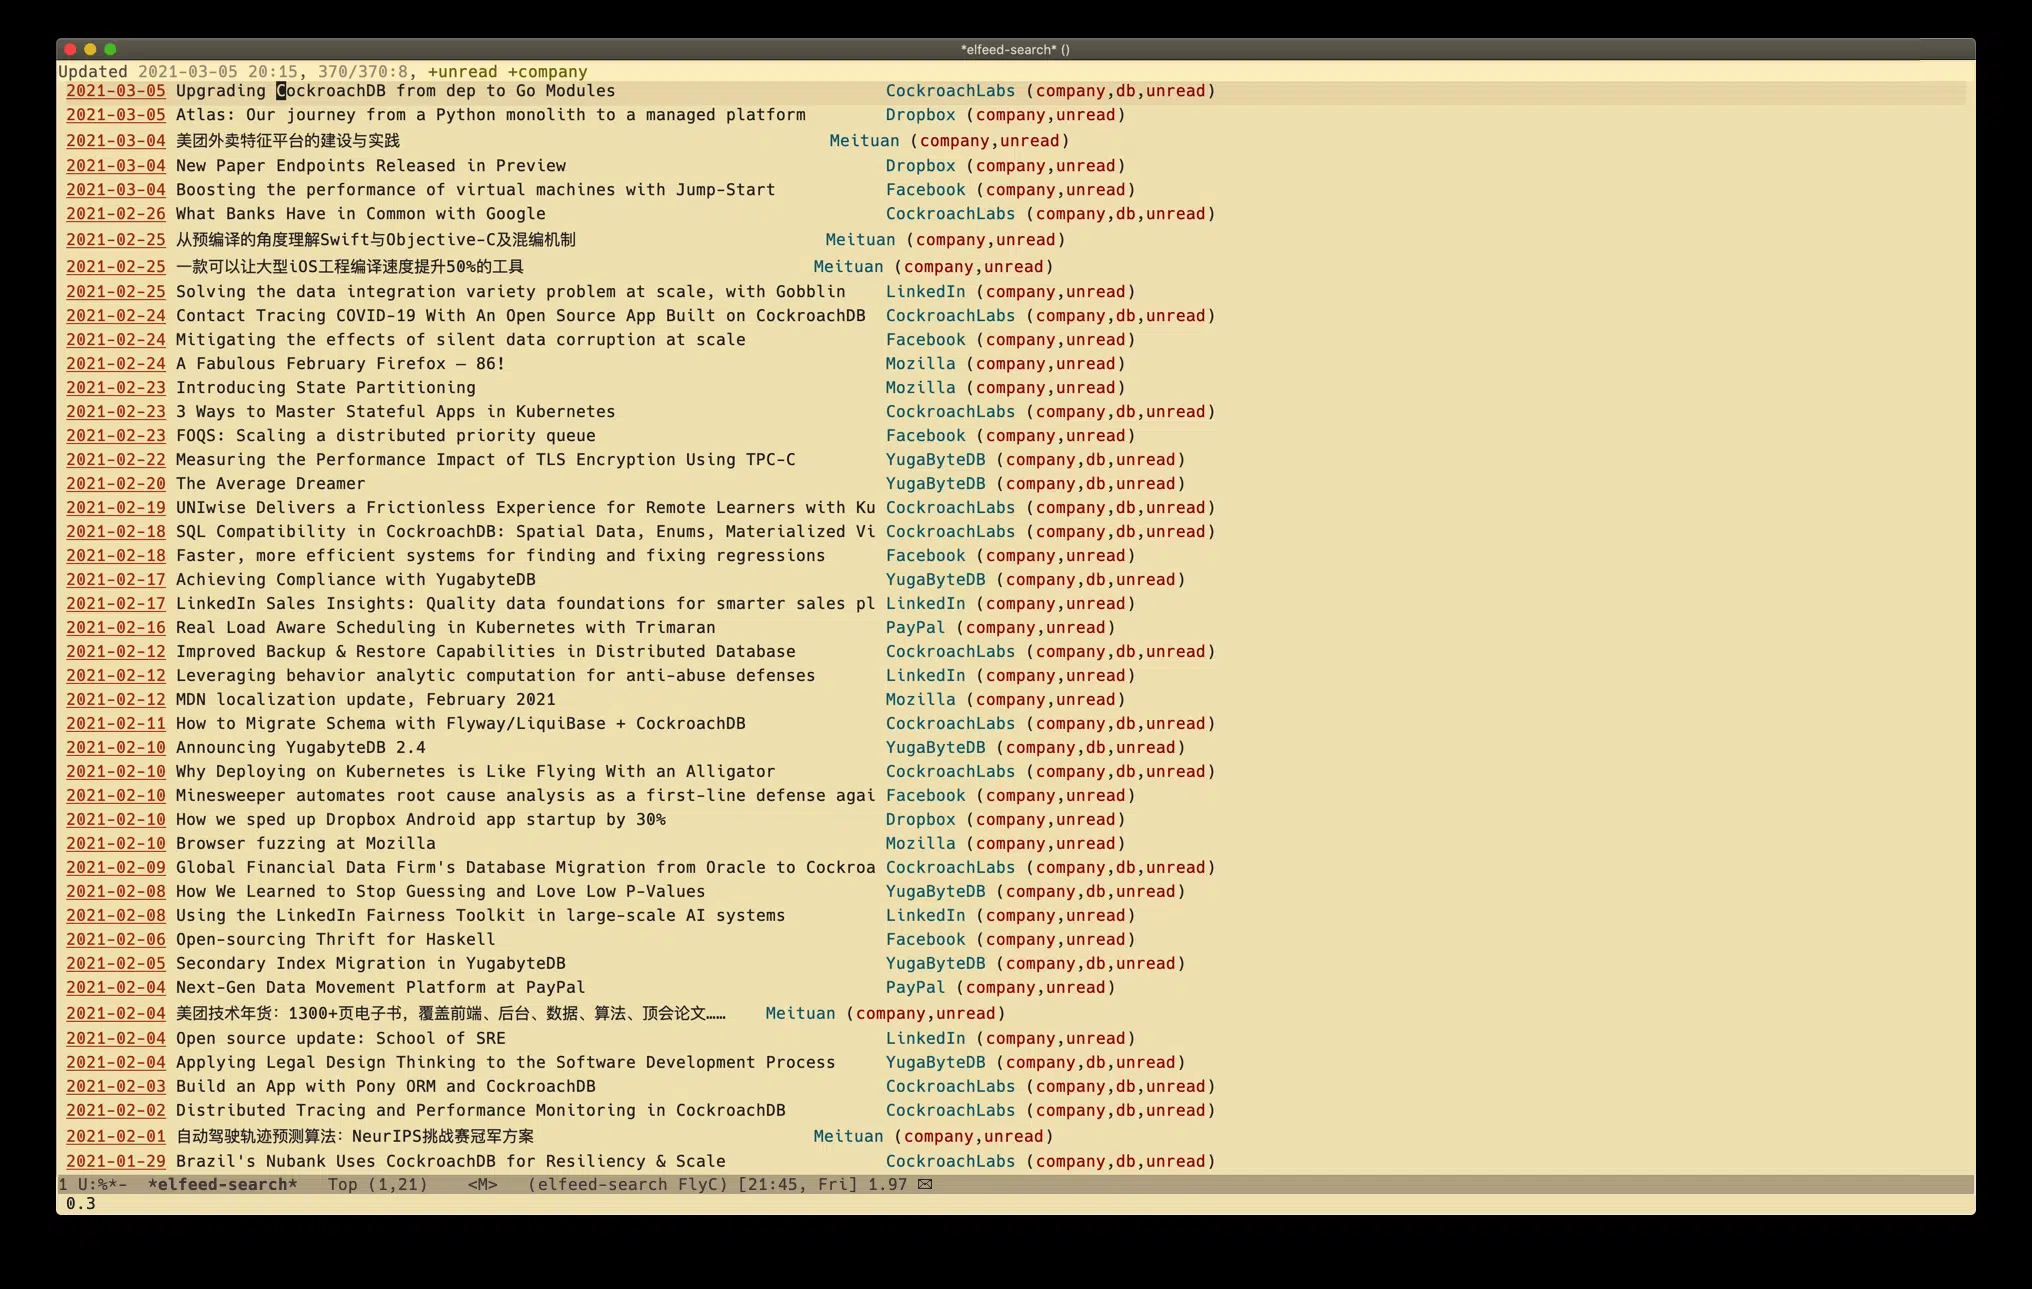 *elfeed-search* ()
Updated 2021-03-05 20:15, 370/370:8, +unread +company
2021-03-05 Upgrading CockroachDB from dep to Go Modules CockroachLabs (company,db,unread)
2021-03-05 Atlas: Our journey from a Python monolith to a managed platform Dropbox (company,unread)
2021-03-04 美团外卖特征平台的建设与实践 Meituan (company,unread)
2021-03-04 New Paper Endpoints Released in Preview Dropbox (company,unread)
2021-03-04 Boosting the performance of virtual machines with Jump-Start Facebook (company,unread)
2021-02-26 What Banks Have in Common with Google CockroachLabs (company,db,unread)
2021-02-25 从预编译的角度理解Swift与Objective-C及混编机制 Meituan (company,unread)
2021-02-25 一款可以让大型iOS工程编译速度提升50%的工具 Meituan (company,unread)
2021-02-25 Solving the data integration variety problem at scale, with Gobblin LinkedIn (company,unread)
2021-02-24 Contact Tracing COVID-19 With An Open Source App Built on CockroachDB CockroachLabs (company,db,unread)
2021-02-24 Mitigating the effects of silent data corruption at scale Facebook (company,unread)
2021-02-24 A Fabulous February Firefox — 86! Mozilla (company,unread)
2021-02-23 Introducing State Partitioning Mozilla (company,unread)
2021-02-23 3 Ways to Master Stateful Apps in Kubernetes CockroachLabs (company,db,unread)
2021-02-23 FOQS: Scaling a distributed priority queue Facebook (company,unread)
2021-02-22 Measuring the Performance Impact of TLS Encryption Using TPC-C YugaByteDB (company,db,unread)
2021-02-20 The Average Dreamer YugaByteDB (company,db,unread)
2021-02-19 UNIwise Delivers a Frictionless Experience for Remote Learners with Ku CockroachLabs (company,db,unread)
2021-02-18 SQL Compatibility in CockroachDB: Spatial Data, Enums, Materialized Vi CockroachLabs (company,db,unread)
2021-02-18 Faster, more efficient systems for finding and fixing regressions Facebook (company,unread)
2021-02-17 Achieving Compliance with YugabyteDB YugaByteDB (company,db,unread)
2021-02-17 LinkedIn Sales Insights: Quality data foundations for smarter sales pl LinkedIn (company,unread)
2021-02-16 Real Load Aware Scheduling in Kubernetes with Trimaran PayPal (company,unread)
2021-02-12 Improved Backup & Restore Capabilities in Distributed Database CockroachLabs (company,db,unread)
2021-02-12 Leveraging behavior analytic computation for anti-abuse defenses LinkedIn (company,unread)
2021-02-12 MDN localization update, February 2021 Mozilla (company,unread)
2021-02-11 How to Migrate Schema with Flyway/LiquiBase + CockroachDB CockroachLabs (company,db,unread)
2021-02-10 Announcing YugabyteDB 2.4 YugaByteDB (company,db,unread)
2021-02-10 Why Deploying on Kubernetes is Like Flying With an Alligator CockroachLabs (company,db,unread)
2021-02-10 Minesweeper automates root cause analysis as a first-line defense agai Facebook (company,unread)
2021-02-10 How we sped up Dropbox Android app startup by 30% Dropbox (company,unread)
2021-02-10 Browser fuzzing at Mozilla Mozilla (company,unread)
2021-02-09 Global Financial Data Firm's Database Migration from Oracle to Cockroa CockroachLabs (company,db,unread)
2021-02-08 How We Learned to Stop Guessing and Love Low P-Values YugaByteDB (company,db,unread)
2021-02-08 Using the LinkedIn Fairness Toolkit in large-scale AI systems LinkedIn (company,unread)
2021-02-06 Open-sourcing Thrift for Haskell Facebook (company,unread)
2021-02-05 Secondary Index Migration in YugabyteDB YugaByteDB (company,db,unread)
2021-02-04 Next-Gen Data Movement Platform at PayPal PayPal (company,unread)
2021-02-04 美团技术年货：1300+页电子书，覆盖前端、后台、数据、算法、顶会论文…… Meituan (company,unread)
2021-02-04 Open source update: School of SRE LinkedIn (company,unread)
2021-02-04 Applying Legal Design Thinking to the Software Development Process YugaByteDB (company,db,unread)
2021-02-03 Build an App with Pony ORM and CockroachDB CockroachLabs (company,db,unread)
2021-02-02 Distributed Tracing and Performance Monitoring in CockroachDB CockroachLabs (company,db,unread)
2021-02-01 自动驾驶轨迹预测算法：NeurIPS挑战赛冠军方案 Meituan (company,unread)
2021-01-29 Brazil's Nubank Uses CockroachDB for Resiliency & Scale CockroachLabs (company,db,unread)
1 U:%*- *elfeed-search* Top (1,21) <M> (elfeed-search FlyC) [21:45, Fri] 1.97 ✉
0.3